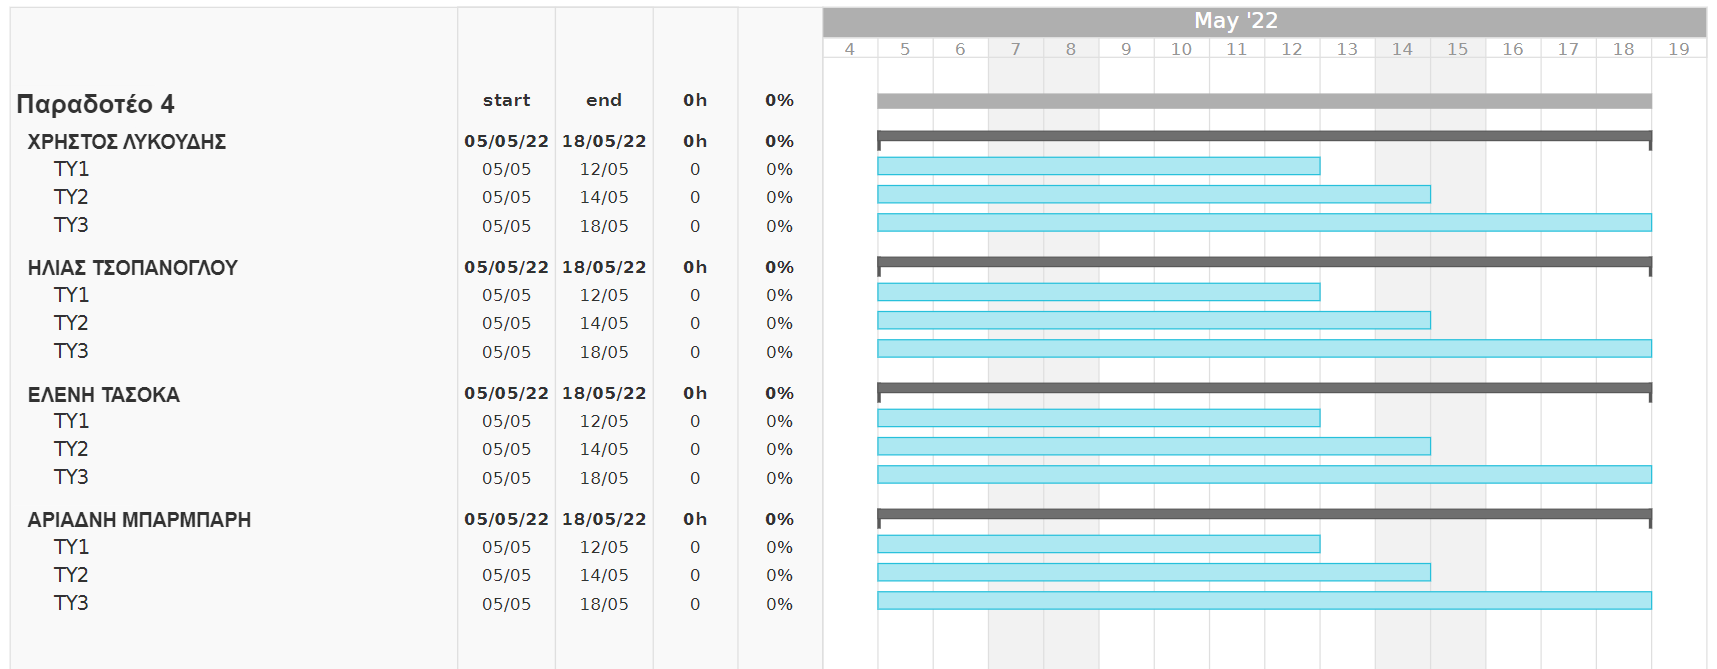 May '22
4 5 6 7 8 9 10 11 12 13 14 15 16 17 18 19
Παραδοτέο 4 start end 0h 0%
ΧΡΗΣΤΟΣ ΛΥΚΟΥΔΗΣ 05/05/22 18/05/22 0h 0%
ΤΥ1 05/05 12/05 0 0%
ΤΥ2 05/05 14/05 0 0%
ΤΥ3 05/05 18/05 0 0%
ΗΛΙΑΣ ΤΣΟΠΑΝΟΓΛΟΥ 05/05/22 18/05/22 0h 0%
ΤΥ1 05/05 12/05 0 0%
ΤΥ2 05/05 14/05 0 0%
ΤΥ3 05/05 18/05 0 0%
ΕΛΕΝΗ ΤΑΣΟΚΑ 05/05/22 18/05/22 0h 0%
ΤΥ1 05/05 12/05 0 0%
ΤΥ2 05/05 14/05 0 0%
ΤΥ3 05/05 18/05 0 0%
ΑΡΙΑΔΝΗ ΜΠΑΡΜΠΑΡΗ 05/05/22 18/05/22 0h 0%
ΤΥ1 05/05 12/05 0 0%
ΤΥ2 05/05 14/05 0 0%
ΤΥ3 05/05 18/05 0 0%